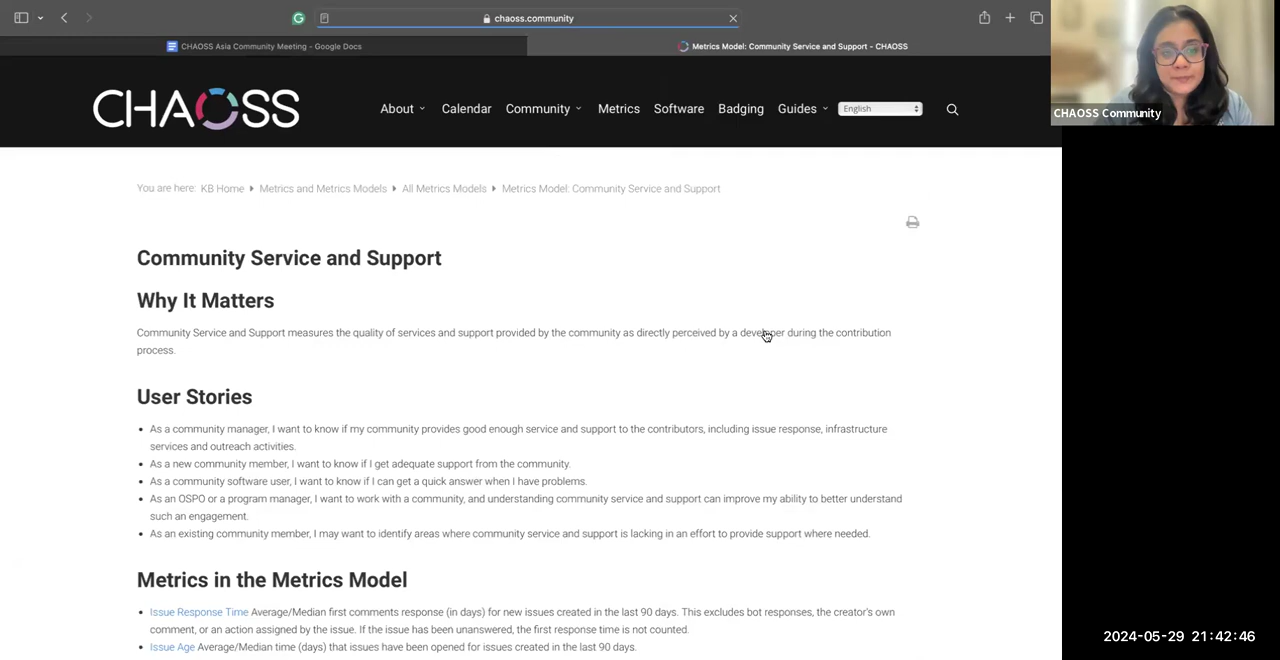 chaoss.community
CHAOSS Asia Community Meeting - Google Docs
Metrics Model: Community Service and Support - CHAOSS
CHAOSS
About
Calendar
Community
Metrics
Software
Badging
Guides
English
CHAOSS Community
You are here: KB Home Metrics and Metrics Models All Metrics Models Metrics Model: Community Service and Support
Community Service and Support
Why It Matters
Community Service and Support measures the quality of services and support provided by the community as directly perceived by a developer during the contribution
process.
User Stories
• As a community manager, I want to know if my community provides good enough service and support to the contributors, including issue response, infrastructure
services and outreach activities.
• As a new community member, I want to know if I get adequate support from the community.
• As a community software user, I want to know if I can get a quick answer when I have problems.
• As an OSPO or a program manager, I want to work with a community, and understanding community service and support can improve my ability to better understand
such an engagement.
• As an existing community member, I may want to identify areas where community service and support is lacking in an effort to provide support where needed.
Metrics in the Metrics Model
• Issue Response Time Average/Median first comments response (in days) for new issues created in the last 90 days. This excludes bot responses, the creator's own
comment, or an action assigned by the issue. If the issue has been unanswered, the first response time is not counted.
• Issue Age Average/Median time (days) that issues have been opened for issues created in the last 90 days.
2024-05-29 21:42:46